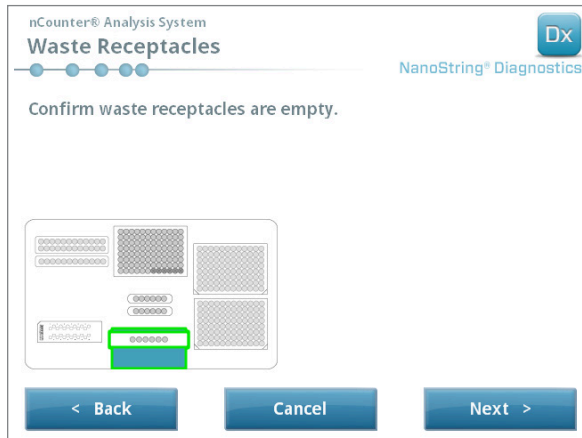 nCounter® Analysis System
Waste Receptacles
Dx
NanoString® Diagnostics
Confirm waste receptacles are empty.
< Back
Cancel
Next >